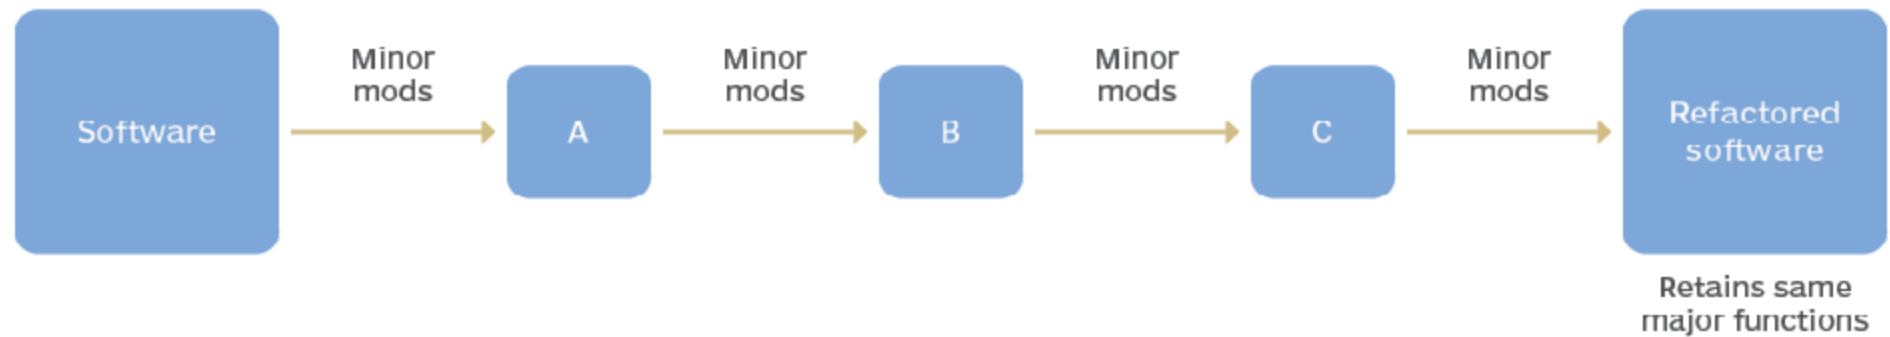 Minor
mods
Minor
mods
Minor
mods
Minor
mods
Software
A
B
C
Refactored
software
Retains same
major functions